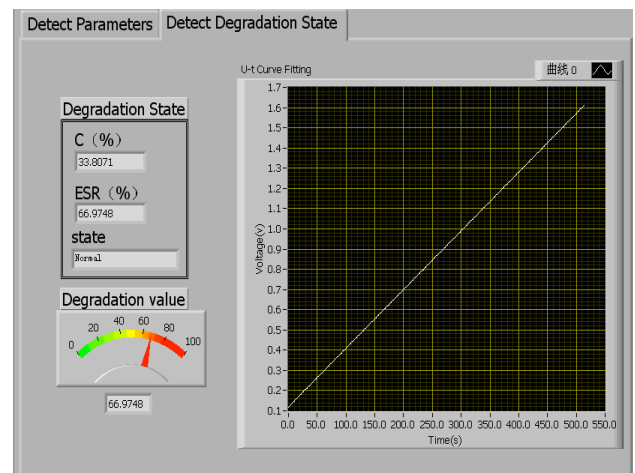 Detect Parameters Detect Degradation State
U-t Curve Fitting
曲线 0
Degradation State
C (%)
33.8071
ESR (%)
66.9748
state
Normal
Degradation value
0 20 40 60 80 100
66.9748
Voltage(v)
1.7
1.6
1.5
1.4
1.3
1.2
1.1
1.0
0.9
0.8
0.7
0.6
0.5
0.4
0.3
0.2
0.1
0.0 50.0 100.0 150.0 200.0 250.0 300.0 350.0 400.0 450.0 500.0 550.0
Time(s)